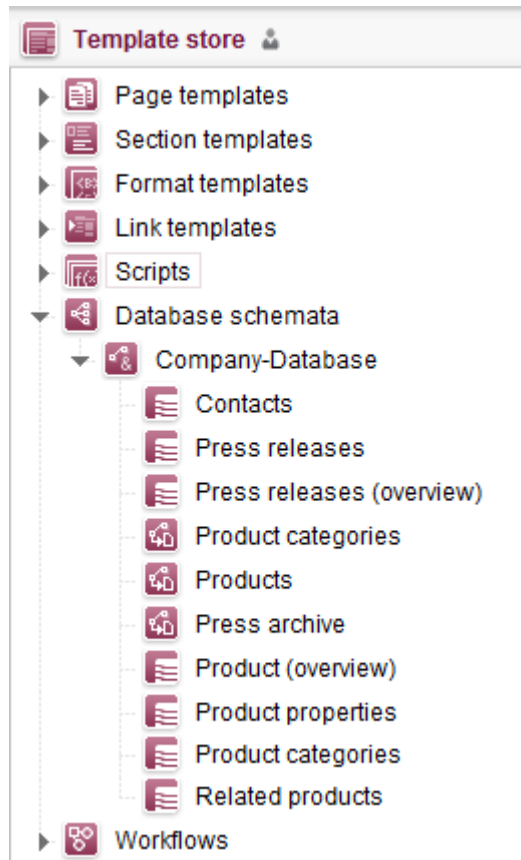 Template store
Page templates
Section templates
Format templates
Link templates
Scripts
Database schemata
Company-Database
Contacts
Press releases
Press releases (overview)
Product categories
Products
Press archive
Product (overview)
Product properties
Product categories
Related products
Workflows